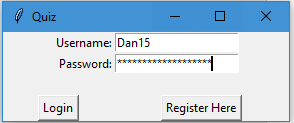 Quiz
Username: Dan15
Password: *******************
Login Register Here